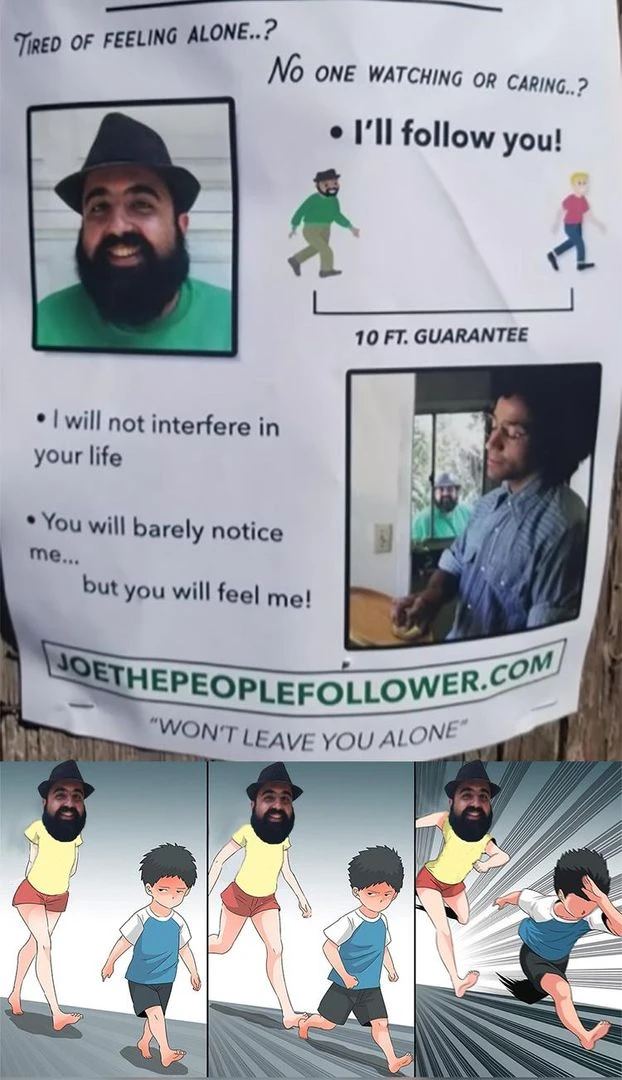 TIRED OF FEELING ALONE..?
NO ONE WATCHING OR CARING..?
• I'll follow you!
10 FT. GUARANTEE
• I will not interfere in
your life
• You will barely notice
me...
but you will feel me!
JOETHEPEOPLEFOLLOWER.COM
"WON'T LEAVE YOU ALONE"